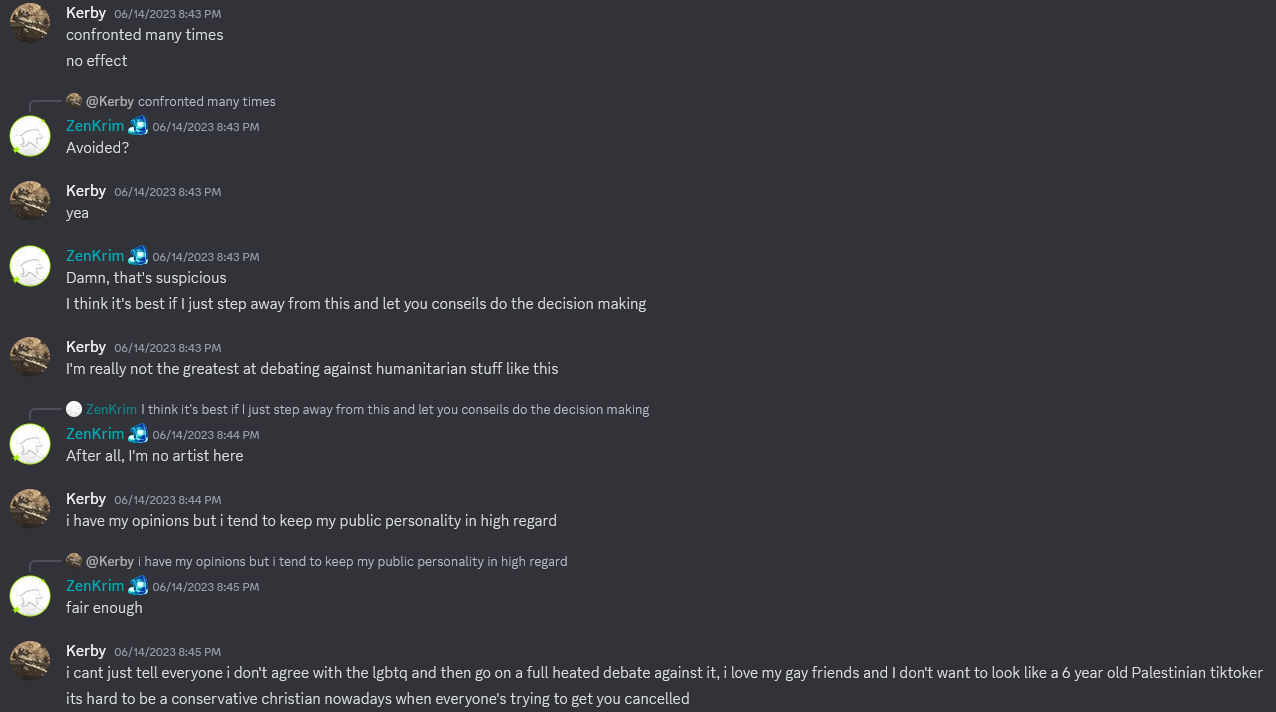 Kerby 06/14/2023 8:43 PM
confronted many times
no effect
@Kerby confronted many times
ZenKrim 06/14/2023 8:43 PM
Avoided?
Kerby 06/14/2023 8:43 PM
yea
ZenKrim 06/14/2023 8:43 PM
Damn, that's suspicious
I think it's best if I just step away from this and let you conseils do the decision making
Kerby 06/14/2023 8:43 PM
I'm really not the greatest at debating against humanitarian stuff like this
ZenKrim I think it's best if I just step away from this and let you conseils do the decision making
ZenKrim 06/14/2023 8:44 PM
After all, I'm no artist here
Kerby 06/14/2023 8:44 PM
i have my opinions but i tend to keep my public personality in high regard
@Kerby i have my opinions but i tend to keep my public personality in high regard
ZenKrim 06/14/2023 8:45 PM
fair enough
Kerby 06/14/2023 8:45 PM
i cant just tell everyone i don't agree with the lgbtq and then go on a full heated debate against it, i love my gay friends and I don't want to look like a 6 year old Palestinian tiktoker
its hard to be a conservative christian nowadays when everyone's trying to get you cancelled